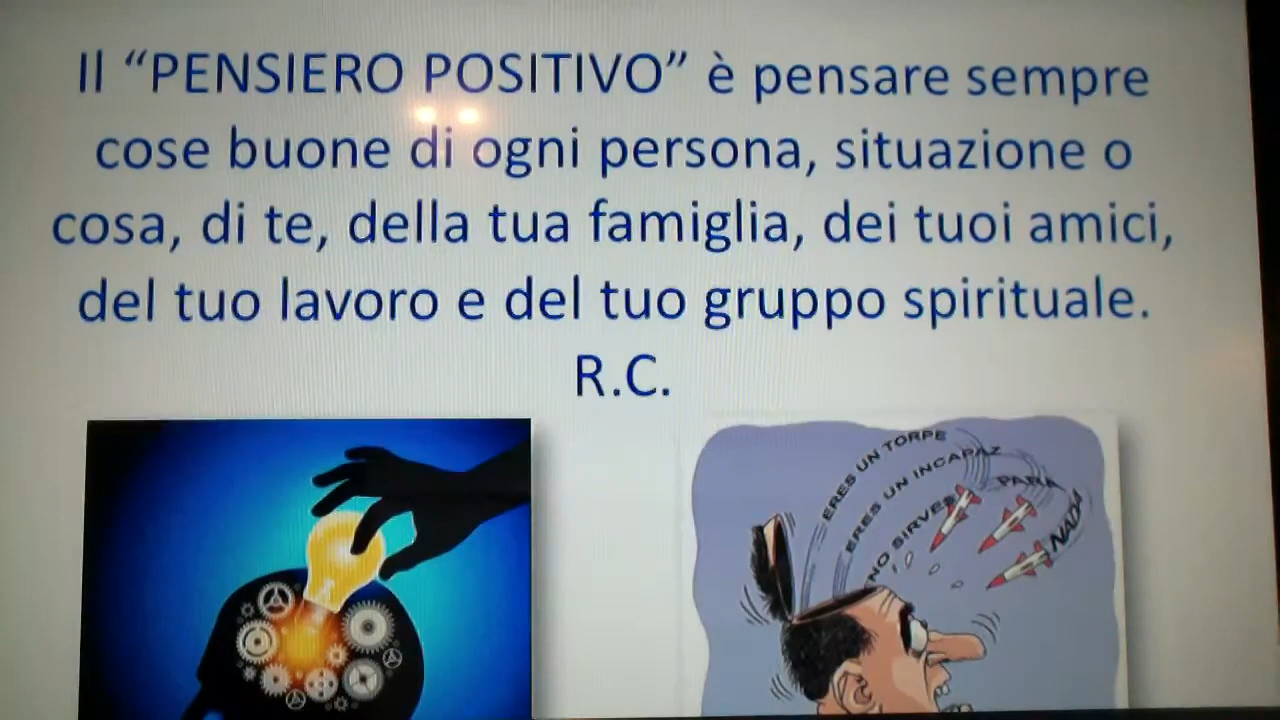 Il “PENSIERO POSITIVO” è pensare sempre
cose buone di ogni persona, situazione o
cosa, di te, della tua famiglia, dei tuoi amici,
del tuo lavoro e del tuo gruppo spirituale.
R.C.
ERES UN TORPE
ERES UN INCAPAZ
NO SIRVES PARA NADA